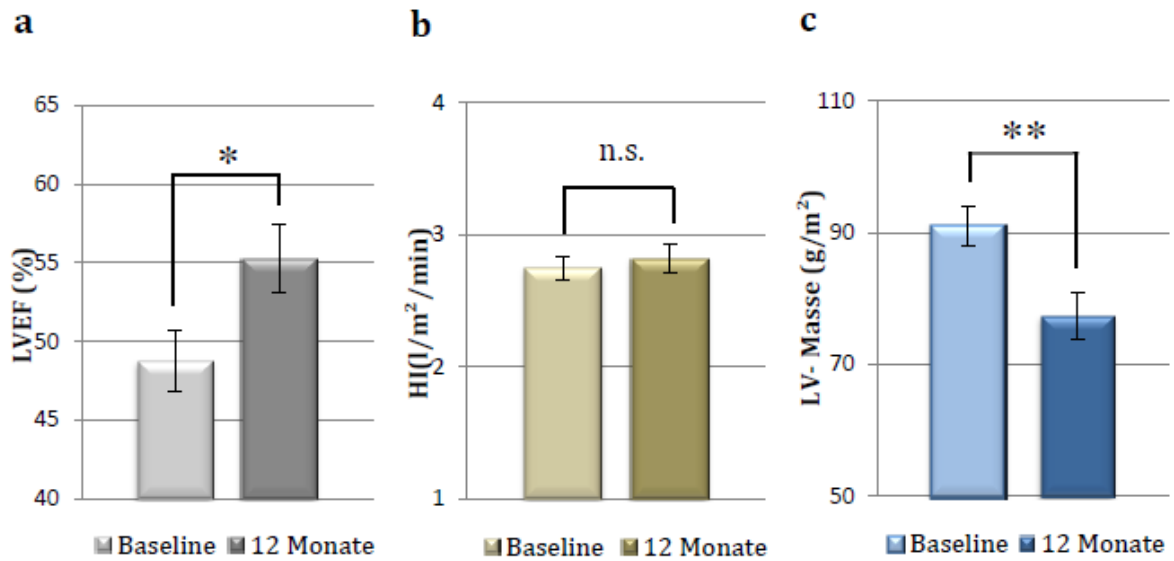 a
65
60
55
50
45
40
LVEF (%)
*
Baseline 12 Monate
b
4
3
2
1
HI(l/m²/min)
n.s.
Baseline 12 Monate
c
110
90
70
50
LV- Masse (g/m²)
**
Baseline 12 Monate